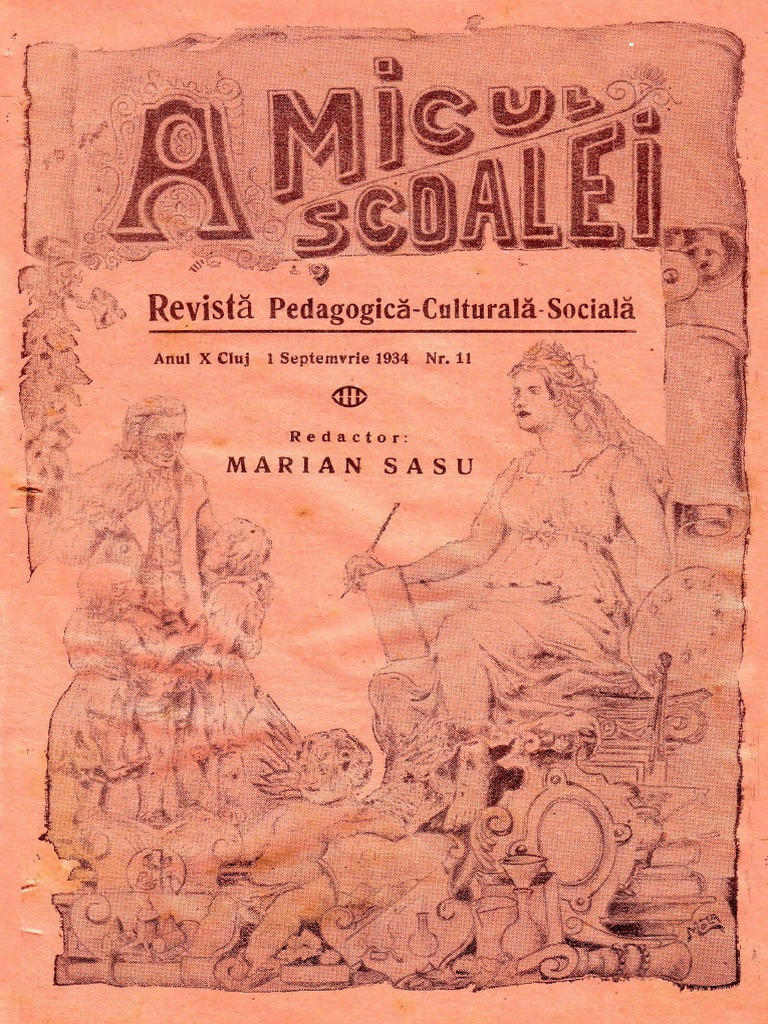 AMICUL
SCOALEI
Revistă Pedagogică-Culturală-Socială
Anul X Cluj 1 Septemvrie 1934 Nr. 11
Redactor:
MARIAN SASU